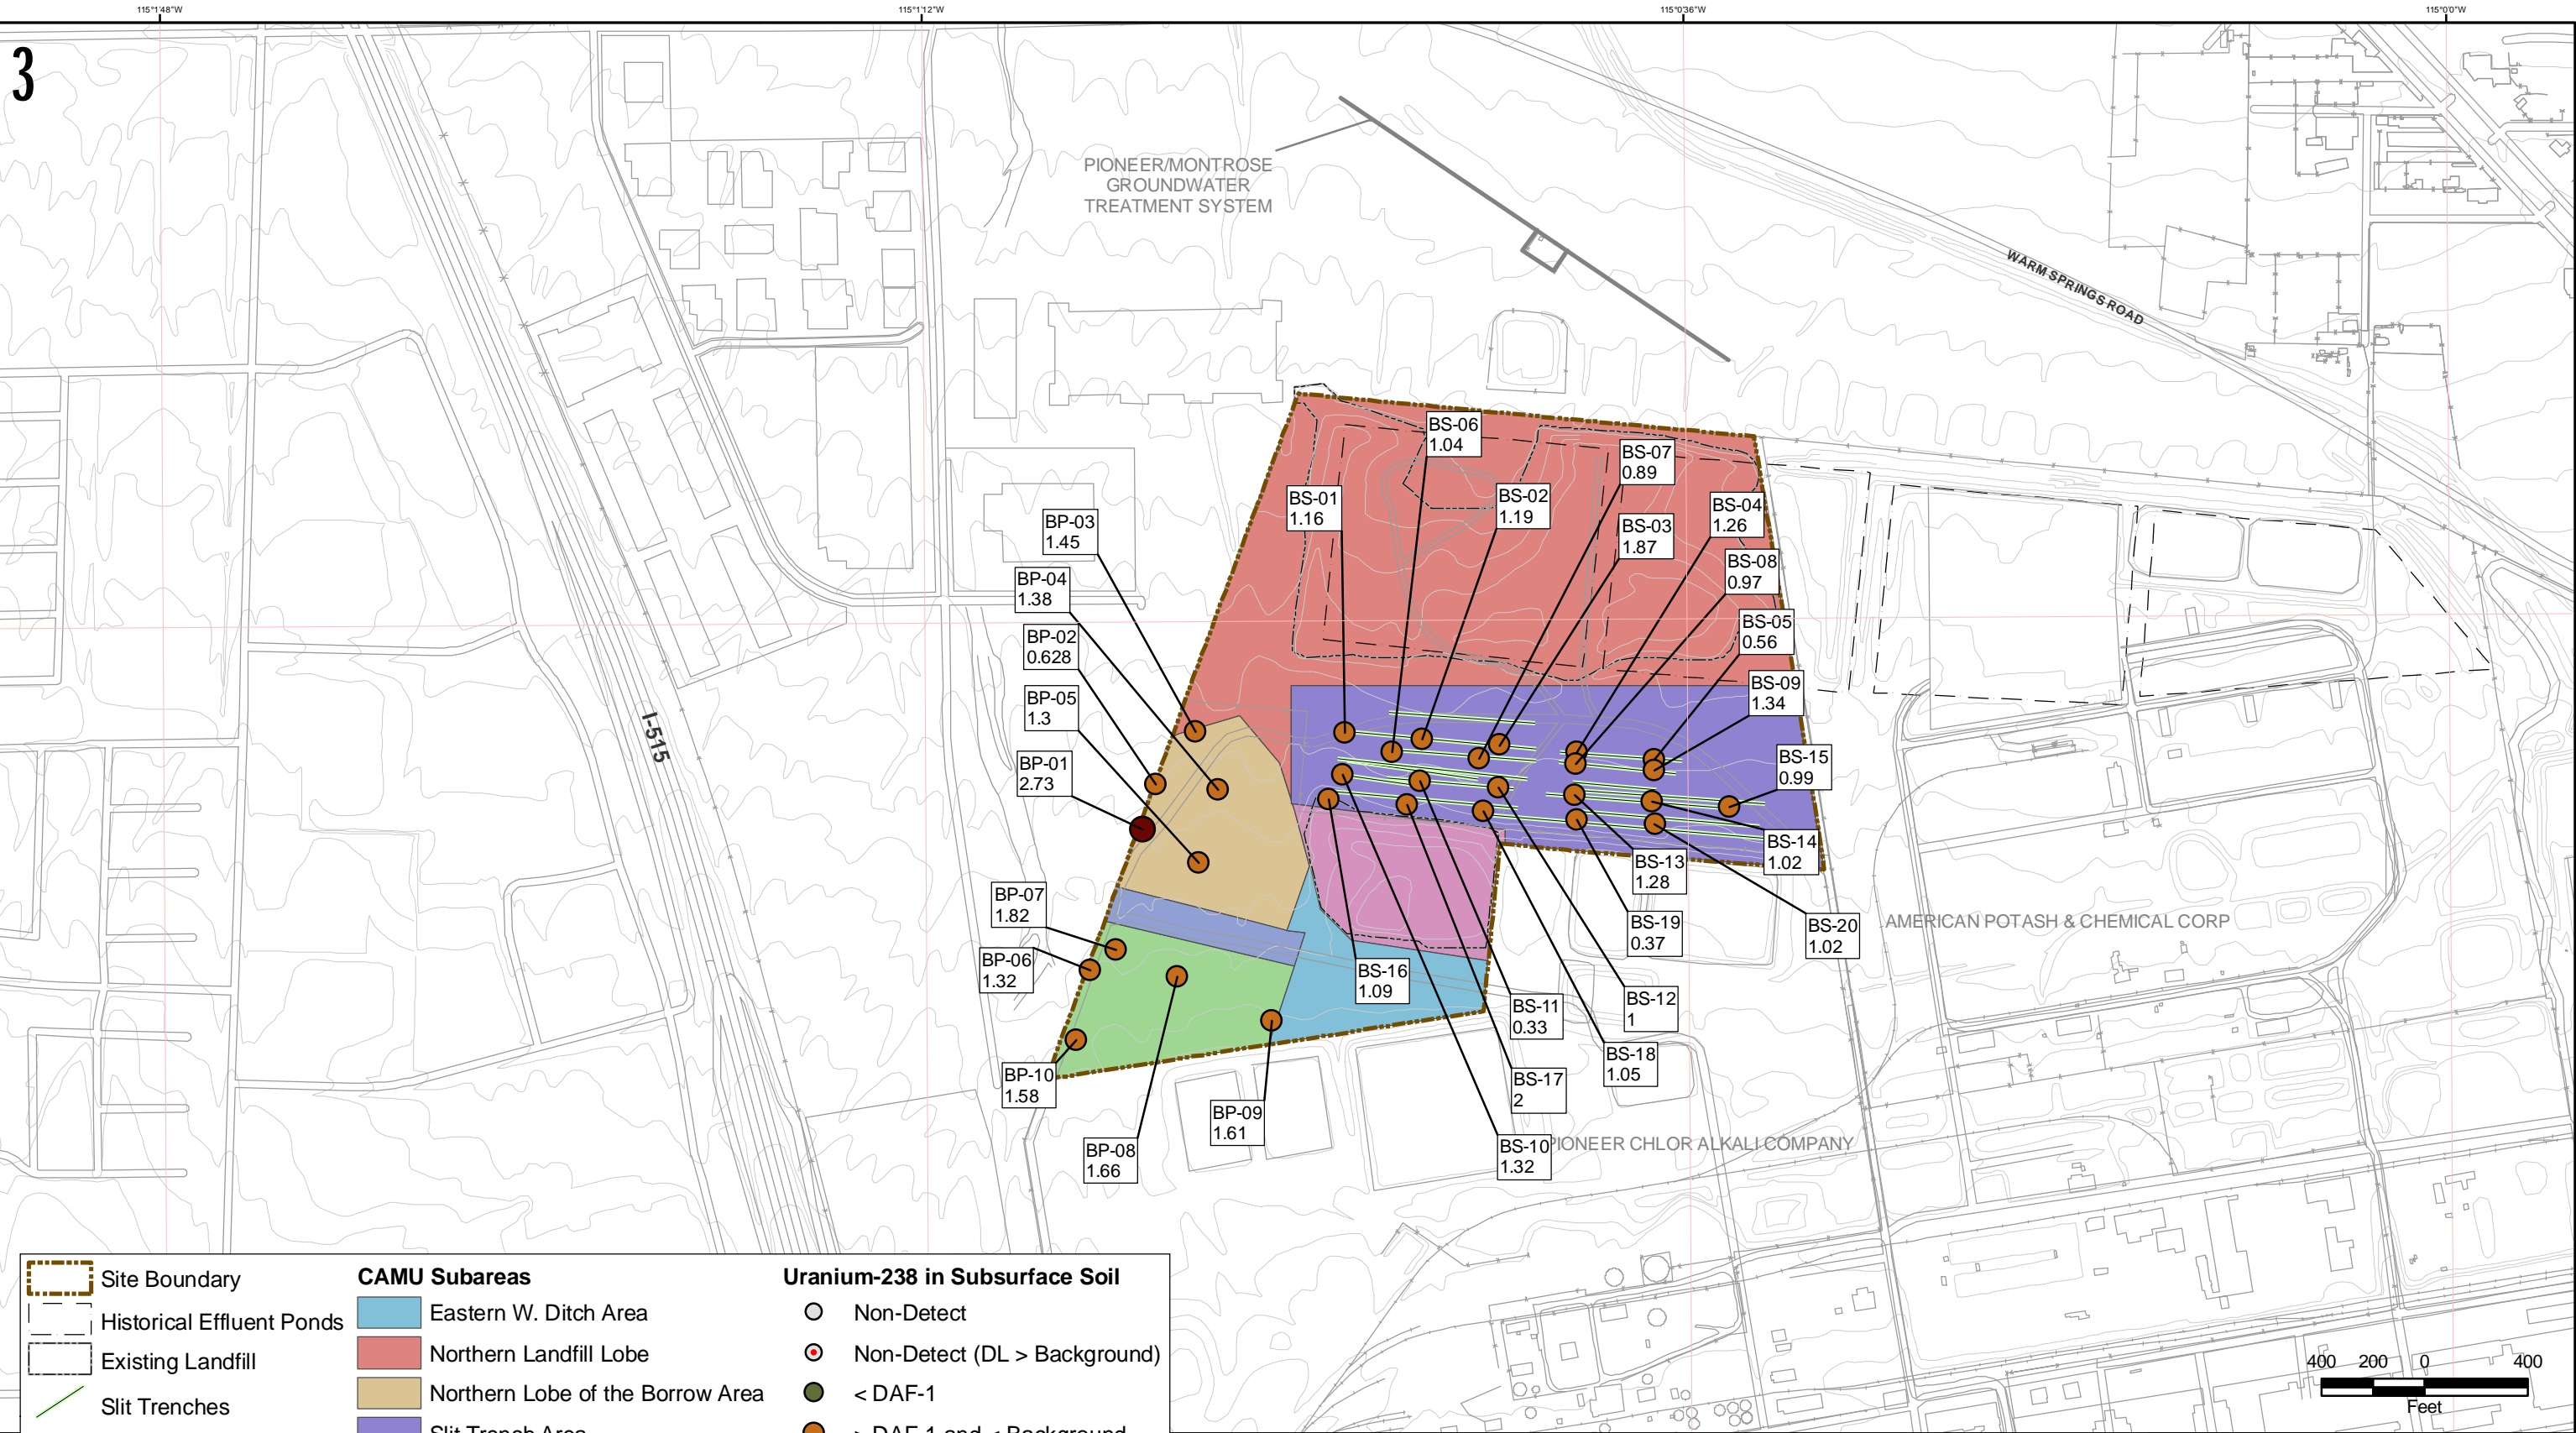 115°1'48"W
115°1'12"W
115°0'36"W
115°0'0"W
3
PIONEER/MONTROSE
GROUNDWATER
TREATMENT SYSTEM
WARM SPRINGS ROAD
I-515
BS-06
1.04
BS-07
0.89
BS-01
1.16
BS-02
1.19
BS-04
1.26
BS-03
1.87
BP-03
1.45
BS-08
0.97
BP-04
1.38
BS-05
0.56
BP-02
0.628
BS-09
1.34
BP-05
1.3
BS-15
0.99
BP-01
2.73
BS-14
1.02
BS-13
1.28
BP-07
1.82
BS-19
0.37
BS-20
1.02
AMERICAN POTASH & CHEMICAL CORP
BP-06
1.32
BS-16
1.09
BS-12
1
BS-11
0.33
BS-18
1.05
BP-10
1.58
BS-17
2
BP-09
1.61
BP-08
1.66
BS-10
1.32
PIONEER CHLOR ALKALI COMPANY
Site Boundary
Historical Effluent Ponds
Existing Landfill
Slit Trenches
CAMU Subareas
Eastern W. Ditch Area
Northern Landfill Lobe
Northern Lobe of the Borrow Area
Slit Trench Area
Uranium-238 in Subsurface Soil
Non-Detect
Non-Detect (DL > Background)
< DAF-1
> DAF-1 and < Background
400 200 0 400
Feet